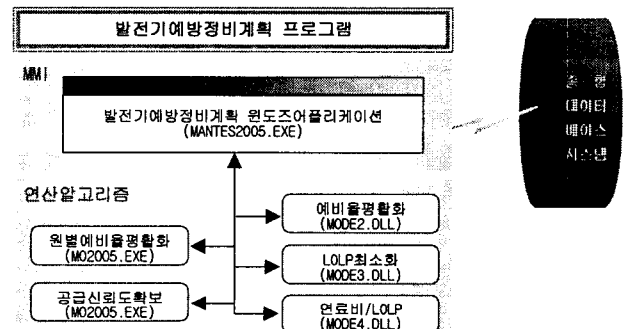 발전기예방정비계획 프로그램
MMI
발전기예방정비계획 윈도즈어플리케이션
(MANTES2005.EXE)
데이터
베이스
시스템
연산알고리즘
예비율평활화
(MODE2.DLL)
원별예비율평활화
(MO2005.EXE)
LOLP최소화
(MODE3.DLL)
공급신뢰도확보
(MO2005.EXE)
연료비/LOLP
(MODE4.DLL)